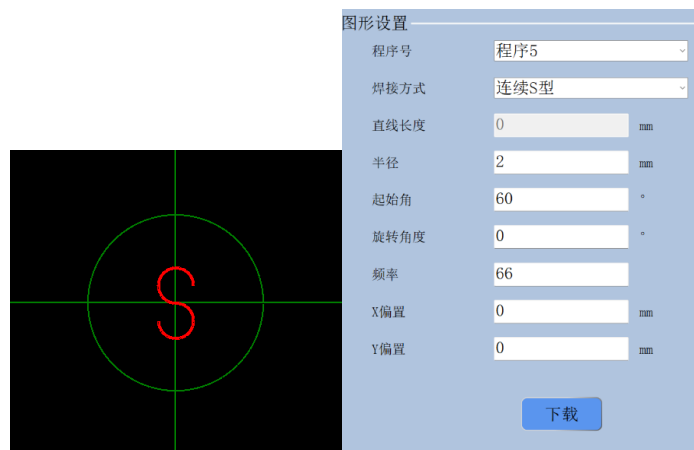 图形设置
程序号 程序5
焊接方式 连续S型
直线长度 0 mm
半径 2 mm
起始角 60 °
旋转角度 0 °
频率 66
X偏置 0 mm
Y偏置 0 mm
下载